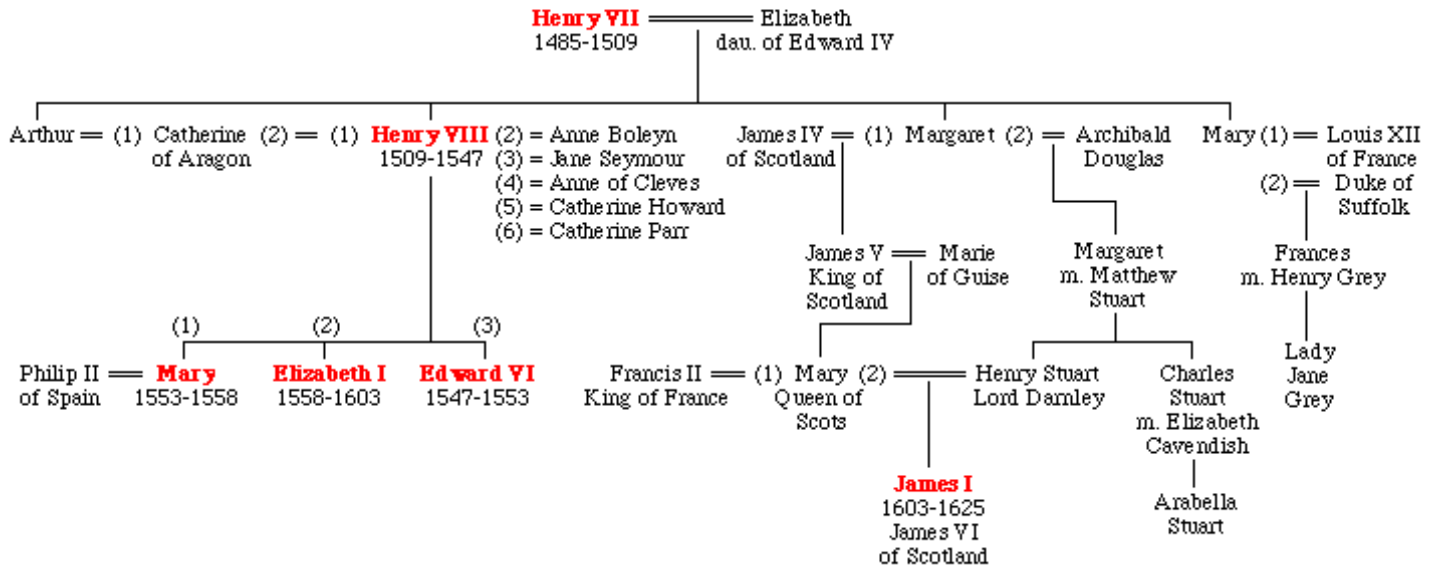 Henry VII ═══ Elizabeth
1485-1509 dau. of Edward IV
Arthur = (1) Catherine (2) = (1) Henry VIII (2) = Anne Boleyn James IV = (1) Margaret (2) = Archibald Mary (1) = Louis XII
of Aragon 1509-1547 (3) = Jane Seymour of Scotland Douglas of France
(4) = Anne of Cleves (2) = Duke of
(5) = Catherine Howard Suffolk
(6) = Catherine Parr
James V = Marie Margaret Frances
King of of Guise m. Matthew m. Henry Grey
Scotland Stuart
(1) (2) (3)
Philip II = Mary Elizabeth I Edward VI Francis II = (1) Mary (2) = Henry Stuart Charles Lady
of Spain 1553-1558 1558-1603 1547-1553 King of France Queen of Lord Darnley Stuart Jane
Scots m. Elizabeth Grey
Cavendish
James I
1603-1625 Arabella
James VI Stuart
of Scotland